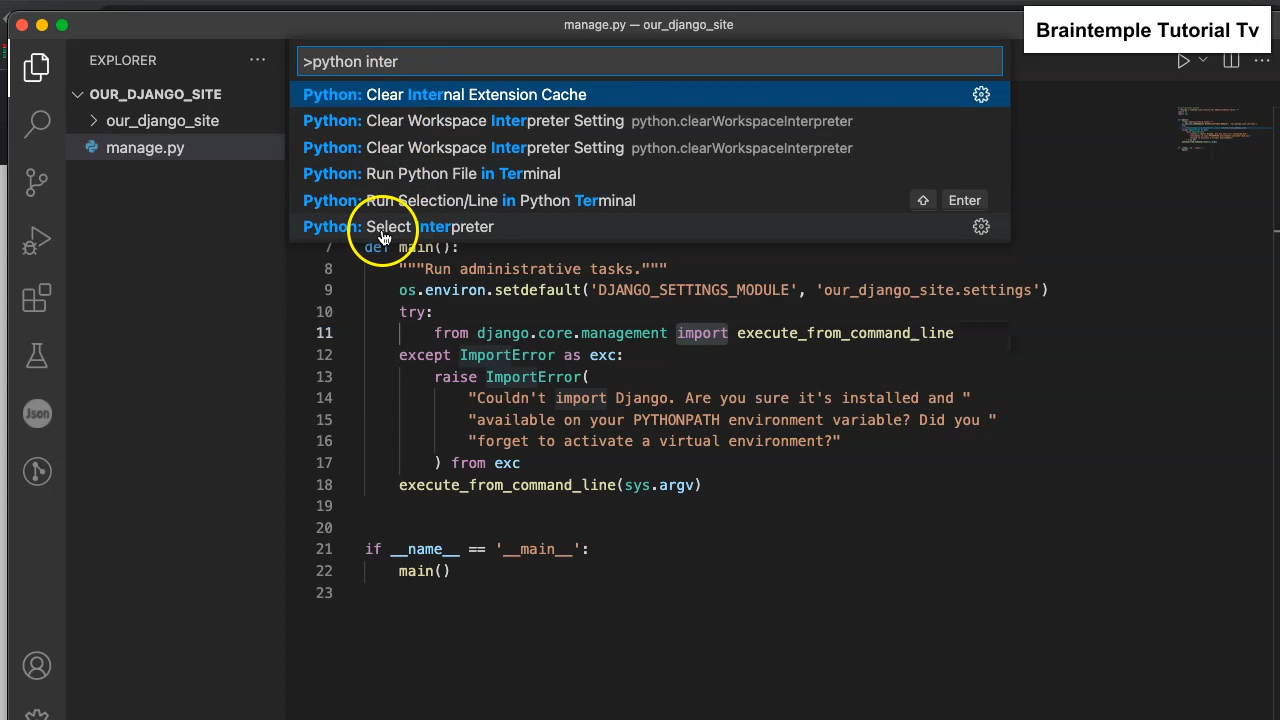 manage.py — our_django_site
Braintemple Tutorial Tv
EXPLORER
OUR_DJANGO_SITE
our_django_site
manage.py
Json
>python inter
Python: Clear Internal Extension Cache
Python: Clear Workspace Interpreter Setting python.clearWorkspaceInterpreter
Python: Clear Workspace Interpreter Setting python.clearWorkspaceInterpreter
Python: Run Python File in Terminal
Python: Run Selection/Line in Python Terminal Enter
Python: Select Interpreter
7 def main():
8 """Run administrative tasks."""
9 os.environ.setdefault('DJANGO_SETTINGS_MODULE', 'our_django_site.settings')
10 try:
11 from django.core.management import execute_from_command_line
12 except ImportError as exc:
13 raise ImportError(
14 "Couldn't import Django. Are you sure it's installed and "
15 "available on your PYTHONPATH environment variable? Did you "
16 "forget to activate a virtual environment?"
17 ) from exc
18 execute_from_command_line(sys.argv)
19
20
21 if __name__ == '__main__':
22 main()
23